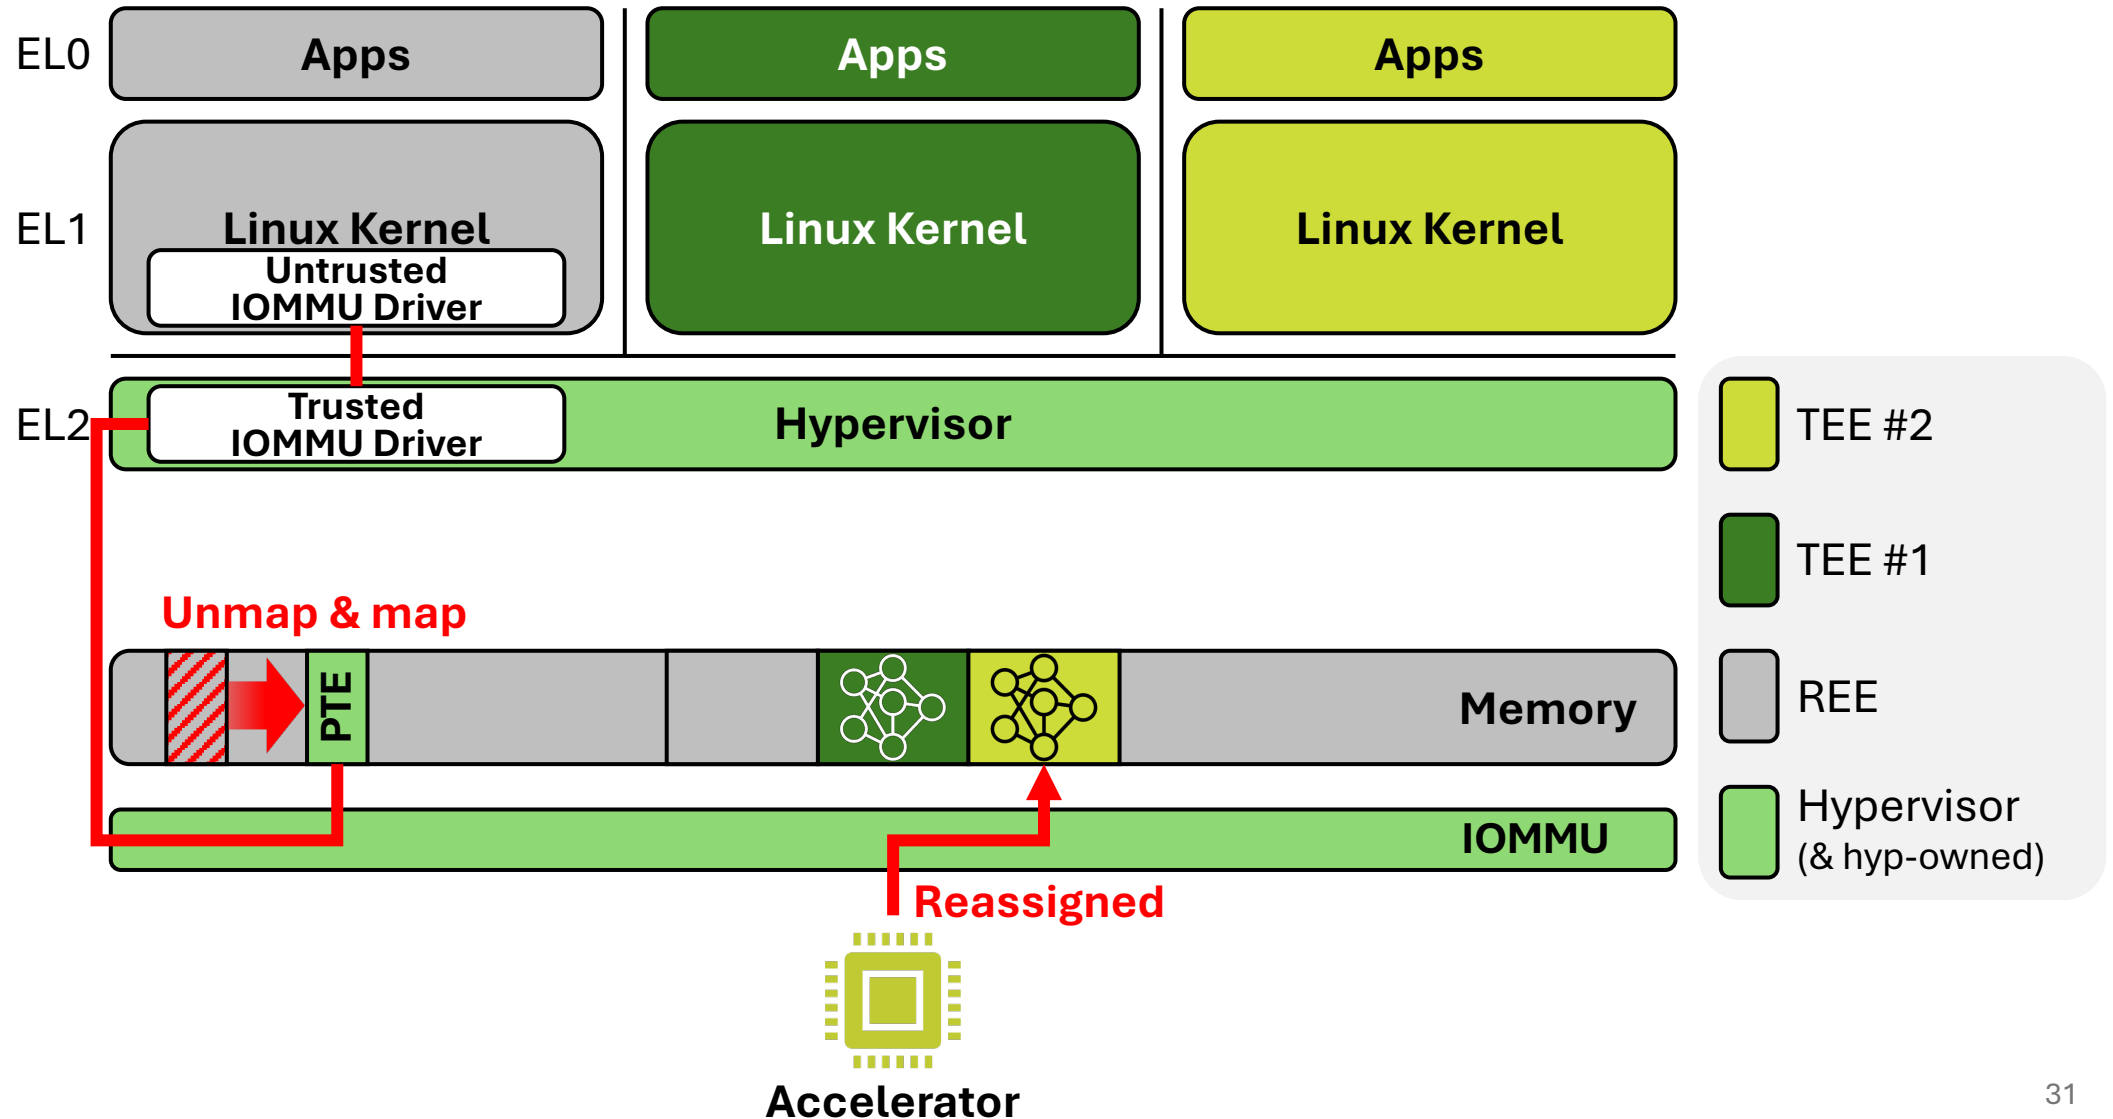 EL0
Apps
Apps
Apps
EL1
Linux Kernel
Untrusted
IOMMU Driver
Linux Kernel
Linux Kernel
EL2
Trusted
IOMMU Driver
Hypervisor
TEE #2
TEE #1
REE
Hypervisor
(& hyp-owned)
Unmap & map
PTE
Memory
IOMMU
Reassigned
Accelerator
31